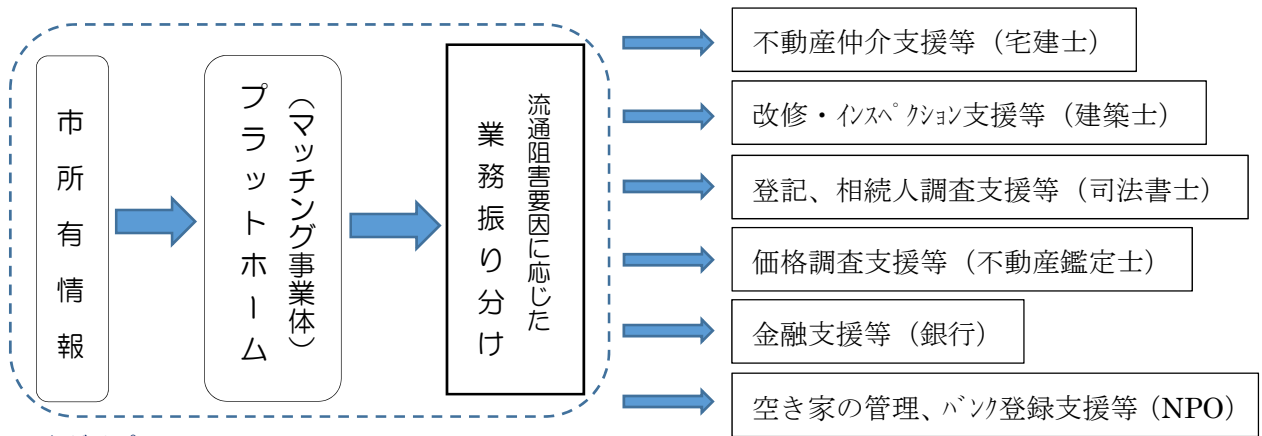 市所有情報
プラットホーム
（マッチング事業体）
流通阻害要因に応じた
業務振り分け
不動産仲介支援等（宅建士）
改修・ｲﾝｽﾍﾟｸｼｮﾝ支援等（建築士）
登記、相続人調査支援等（司法書士）
価格調査支援等（不動産鑑定士）
金融支援等（銀行）
空き家の管理、ﾊﾞﾝｸ登録支援等（NPO）